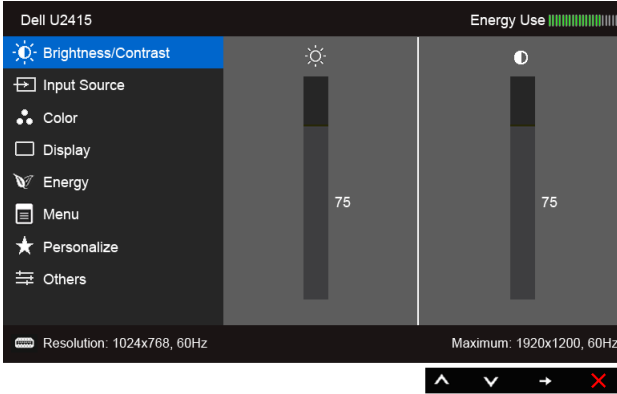 Dell U2415
Energy Use
Brightness/Contrast
Input Source
Color
Display
Energy
Menu
Personalize
Others
75
75
Resolution: 1024x768, 60Hz
Maximum: 1920x1200, 60Hz